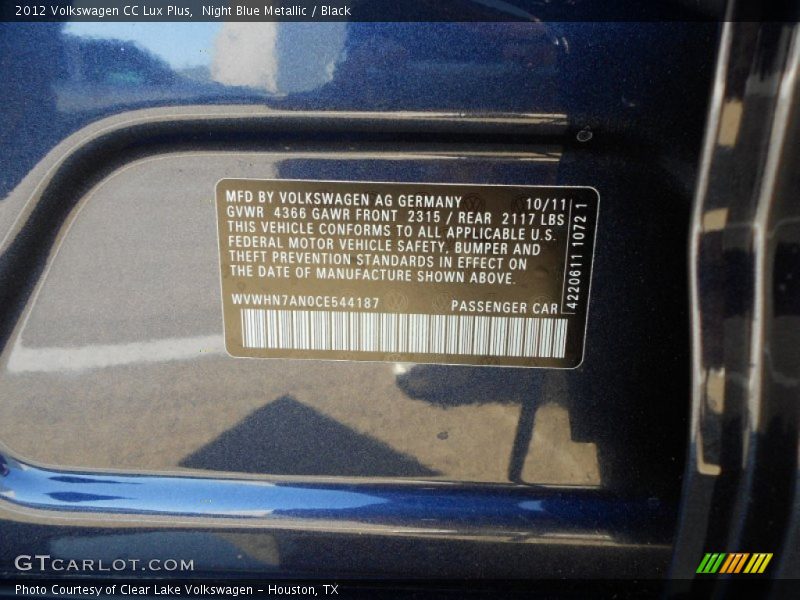 2012 Volkswagen CC Lux Plus, Night Blue Metallic / Black
MFD BY VOLKSWAGEN AG GERMANY 10/11
GVWR 4366 GAWR FRONT 2315 / REAR 2117 LBS
THIS VEHICLE CONFORMS TO ALL APPLICABLE U.S.
FEDERAL MOTOR VEHICLE SAFETY, BUMPER AND
THEFT PREVENTION STANDARDS IN EFFECT ON
THE DATE OF MANUFACTURE SHOWN ABOVE.
WVWHN7AN0CE544187 PASSENGER CAR
4220611 1072 1
GTCARLOT.COM
Photo Courtesy of Clear Lake Volkswagen - Houston, TX